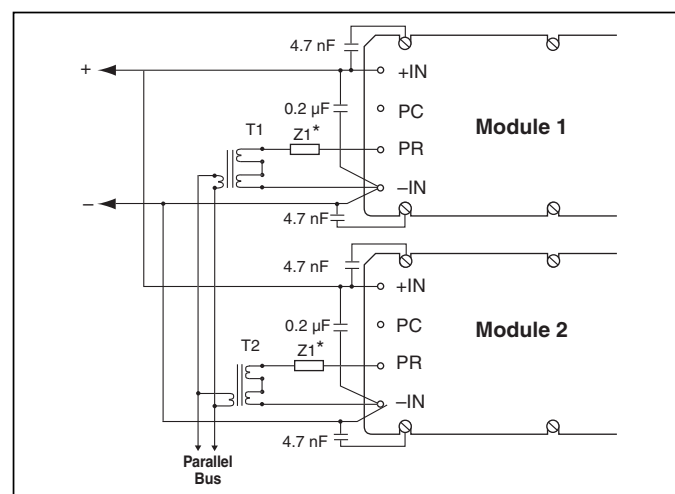 4.7 nF
+
+IN
0.2 µF
PC
Module 1
T1
Z1*
PR
–
–IN
4.7 nF
4.7 nF
+IN
0.2 µF
PC
Module 2
T2
Z1*
PR
–IN
4.7 nF
Parallel
Bus